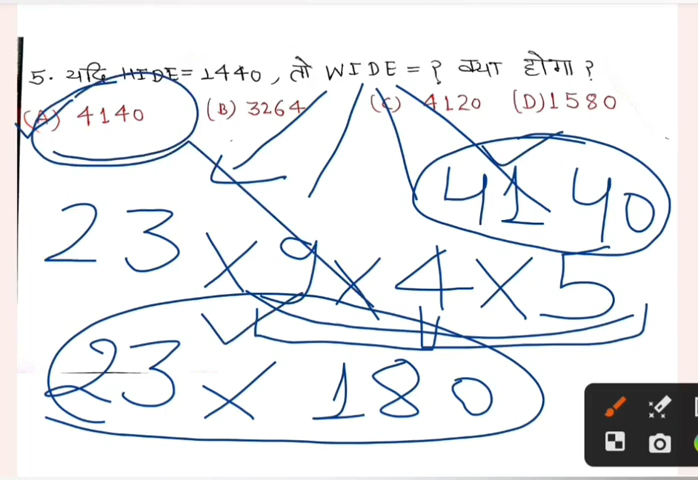 5. यदि HIDE = 1440, तो WIDE = ? क्या होगा ?
(A) 4140 (B) 3264 (C) 4120 (D) 1580
4140
23 × 9 × 4 × 5
23 × 180